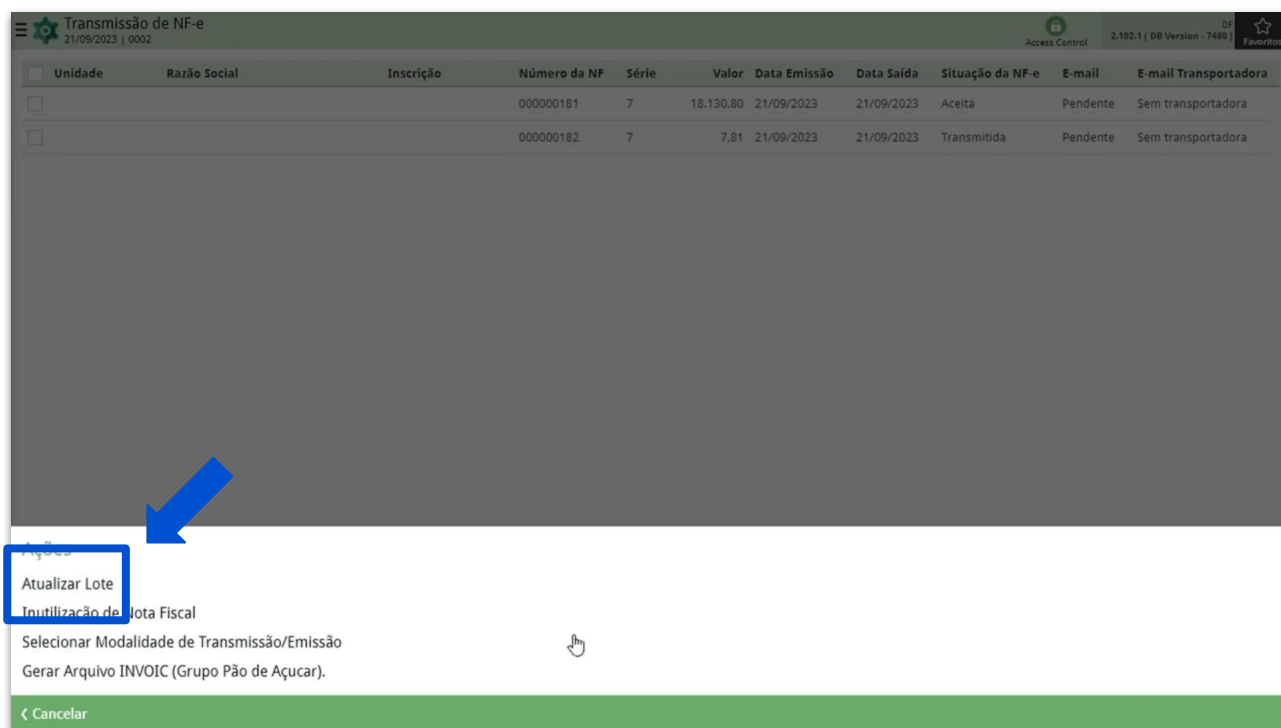 Transmissão de NF-e
21/09/2023 | 0002
Access Control
DF
2.102.1 ( DB Version - 7480 )
Favoritos
Unidade Razão Social Inscrição Número da NF Série Valor Data Emissão Data Saída Situação da NF-e E-mail E-mail Transportadora
000000181 7 18.130,80 21/09/2023 21/09/2023 Aceita Pendente Sem transportadora
000000182 7 7,81 21/09/2023 21/09/2023 Transmitida Pendente Sem transportadora
Ações
Atualizar Lote
Inutilização de Nota Fiscal
Selecionar Modalidade de Transmissão/Emissão
Gerar Arquivo INVOIC (Grupo Pão de Açucar).
Cancelar